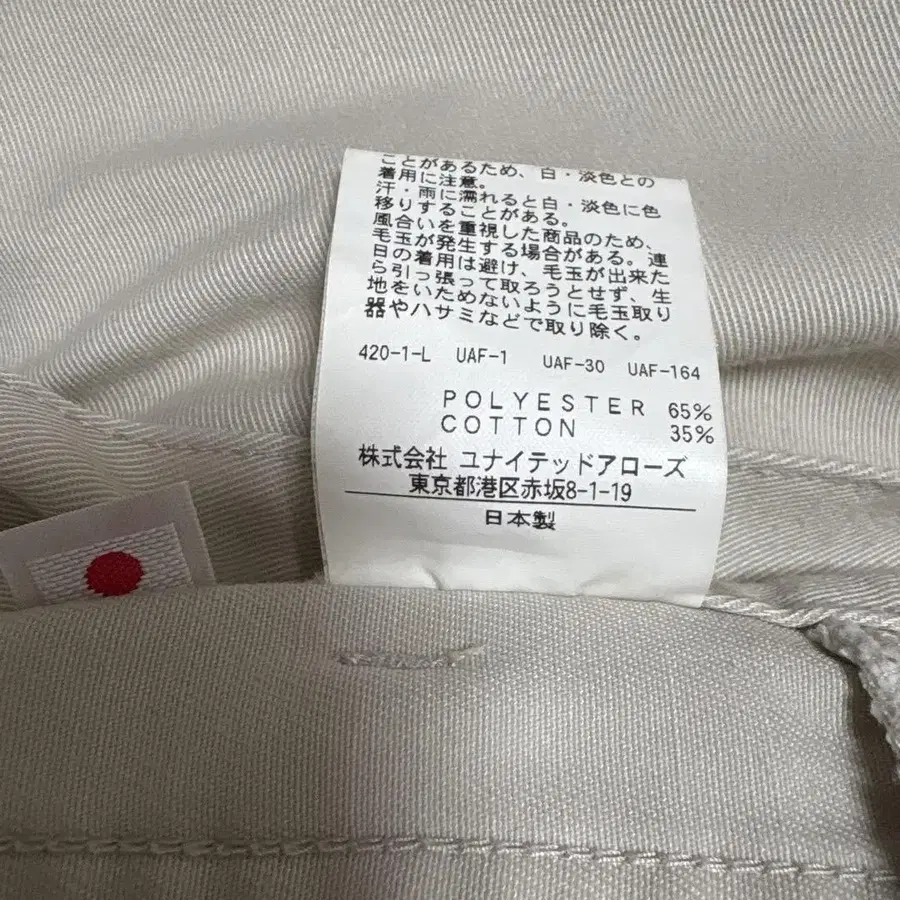 ことがあるため、白・淡色との
着用に注意。
汗・雨に濡れると白・淡色に色
移りすることがある。
風合いを重視した商品のため、
毛玉が発生する場合がある。連
日の着用は避け、毛玉が出来た
ら引っ張って取ろうとせず、生
地をいためないように毛玉取り
器やハサミなどで取り除く。
420-1-L UAF-1 UAF-30 UAF-164
POLYESTER 65%
COTTON 35%
株式会社 ユナイテッドアローズ
東京都港区赤坂8-1-19
日本製